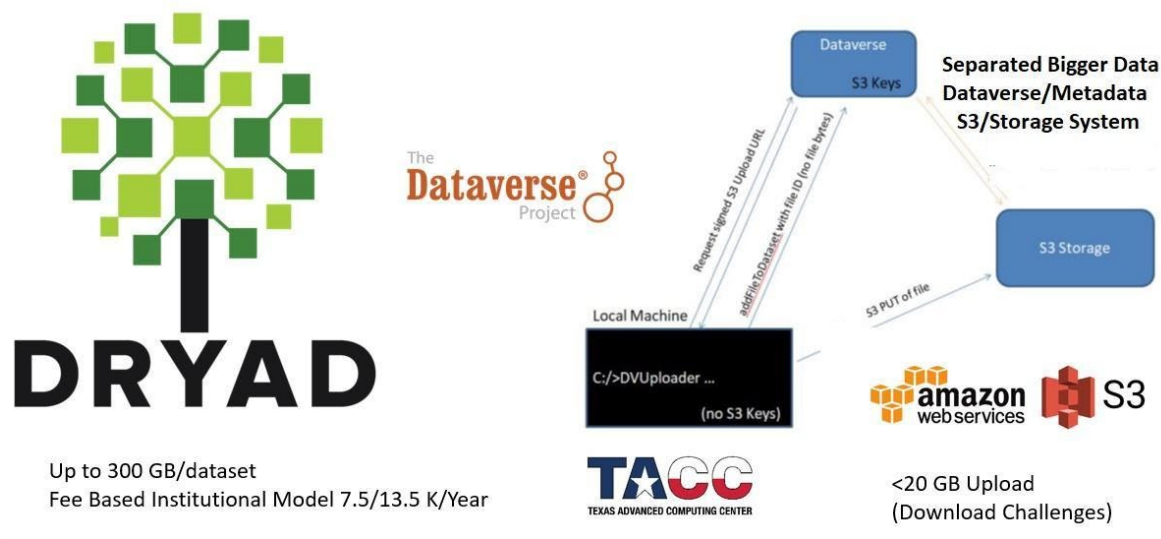 DRYAD
Up to 300 GB/dataset
Fee Based Institutional Model 7.5/13.5 K/Year
The
Dataverse®
Project
Dataverse
S3 Keys
Separated Bigger Data
Dataverse/Metadata
S3/Storage System
Request signed S3 Upload URL
addFileToDataset with file ID (no file bytes)
S3 Storage
S3 PUT of file
Local Machine
C:/>DVUploader ...
(no S3 Keys)
amazon
webservices
S3
TACC
TEXAS ADVANCED COMPUTING CENTER
<20 GB Upload
(Download Challenges)